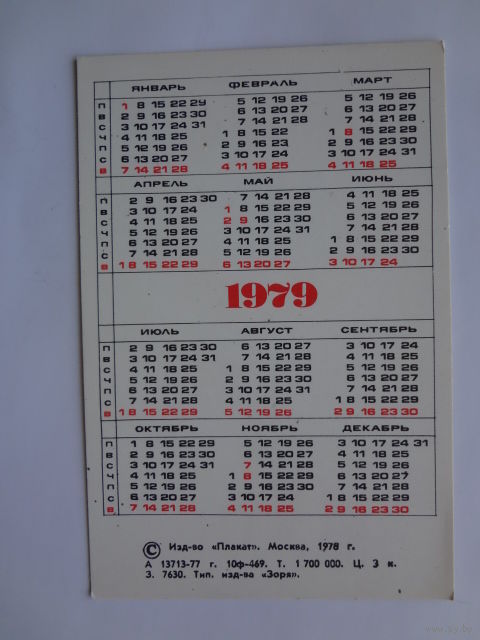 ЯНВАРЬ ФЕВРАЛЬ МАРТ
П 1 8 15 22 29 5 12 19 26 5 12 19 26
В 2 9 16 23 30 6 13 20 27 6 13 20 27
С 3 10 17 24 31 7 14 21 28 7 14 21 28
Ч 4 11 18 25 1 8 15 22 1 8 15 22 29
П 5 12 19 26 2 9 16 23 2 9 16 23 30
С 6 13 20 27 3 10 17 24 3 10 17 24 31
В 7 14 21 28 4 11 18 25 4 11 18 25
АПРЕЛЬ МАЙ ИЮНЬ
П 2 9 16 23 30 7 14 21 28 4 11 18 25
В 3 10 17 24 1 8 15 22 29 5 12 19 26
С 4 11 18 25 2 9 16 23 30 6 13 20 27
Ч 5 12 19 26 3 10 17 24 31 7 14 21 28
П 6 13 20 27 4 11 18 25 1 8 15 22 29
С 7 14 21 28 5 12 19 26 2 9 16 23 30
В 1 8 15 22 29 6 13 20 27 3 10 17 24
1979
ИЮЛЬ АВГУСТ СЕНТЯБРЬ
П 2 9 16 23 30 6 13 20 27 3 10 17 24
В 3 10 17 24 31 7 14 21 28 4 11 18 25
С 4 11 18 25 1 8 15 22 29 5 12 19 26
Ч 5 12 19 26 2 9 16 23 30 6 13 20 27
П 6 13 20 27 3 10 17 24 31 7 14 21 28
С 7 14 21 28 4 11 18 25 1 8 15 22 29
В 1 8 15 22 29 5 12 19 26 2 9 16 23 30
ОКТЯБРЬ НОЯБРЬ ДЕКАБРЬ
П 1 8 15 22 29 5 12 19 26 3 10 17 24 31
В 2 9 16 23 30 6 13 20 27 4 11 18 25
С 3 10 17 24 31 7 14 21 28 5 12 19 26
Ч 4 11 18 25 1 8 15 22 29 6 13 20 27
П 5 12 19 26 2 9 16 23 30 7 14 21 28
С 6 13 20 27 3 10 17 24 1 8 15 22 29
В 7 14 21 28 4 11 18 25 2 9 16 23 30
© Изд-во «Плакат». Москва, 1978 г.
А 13713-77 г. 10ф-469. Т. 1 700 000. Ц. 3 к.
З. 7630. Тип. изд-ва «Зоря».